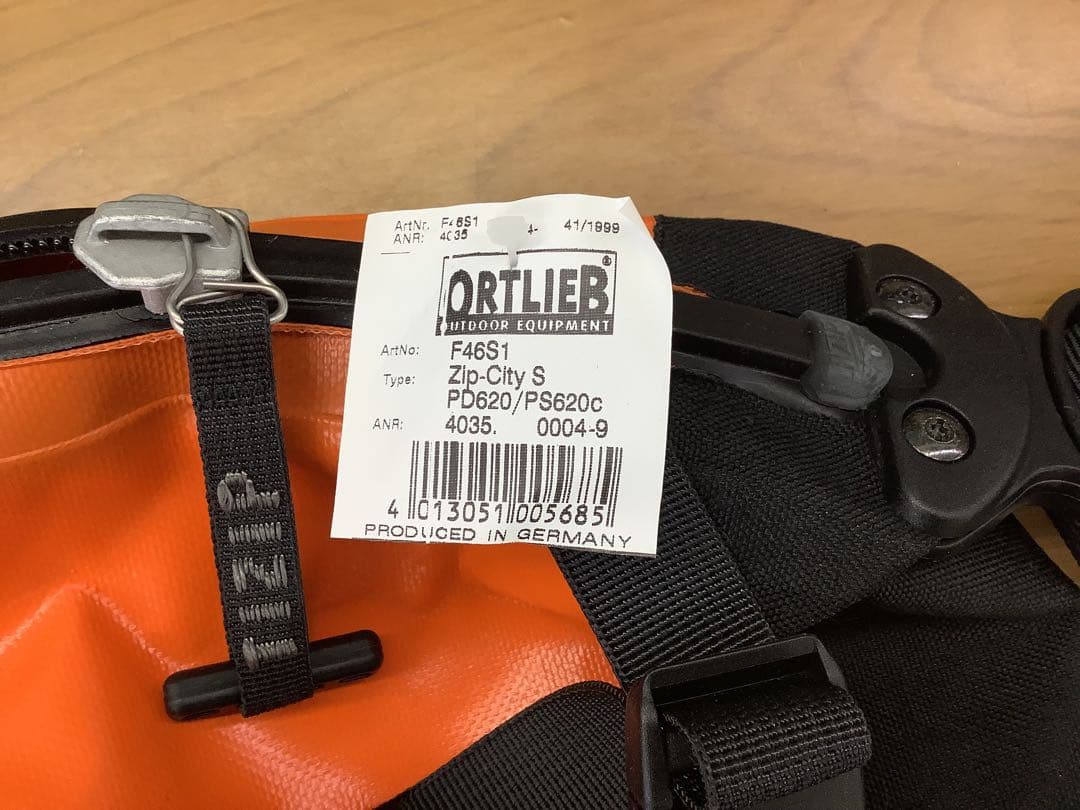 ArtNr. F46S1 4- 41/1999
ANR: 4035
ORTLIEB®
OUTDOOR EQUIPMENT
ArtNo: F46S1
Type: Zip-City S
PD620/PS620c
ANR: 4035. 0004-9
4 013051 005685
PRODUCED IN GERMANY